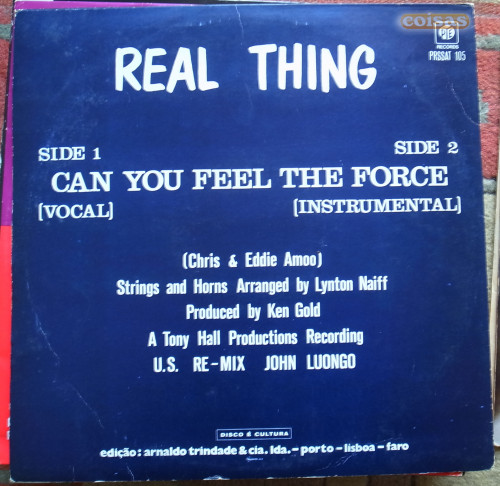 coisas
PYE
RECORDS
PRSSAT 105
REAL THING
SIDE 1
SIDE 2
CAN YOU FEEL THE FORCE
(VOCAL)
(INSTRUMENTAL)
(Chris & Eddie Amoo)
Strings and Horns Arranged by Lynton Naiff
Produced by Ken Gold
A Tony Hall Productions Recording
U.S. RE-MIX JOHN LUONGO
DISCO É CULTURA
edição: arnaldo trindade & cia. lda. - porto - lisboa - faro